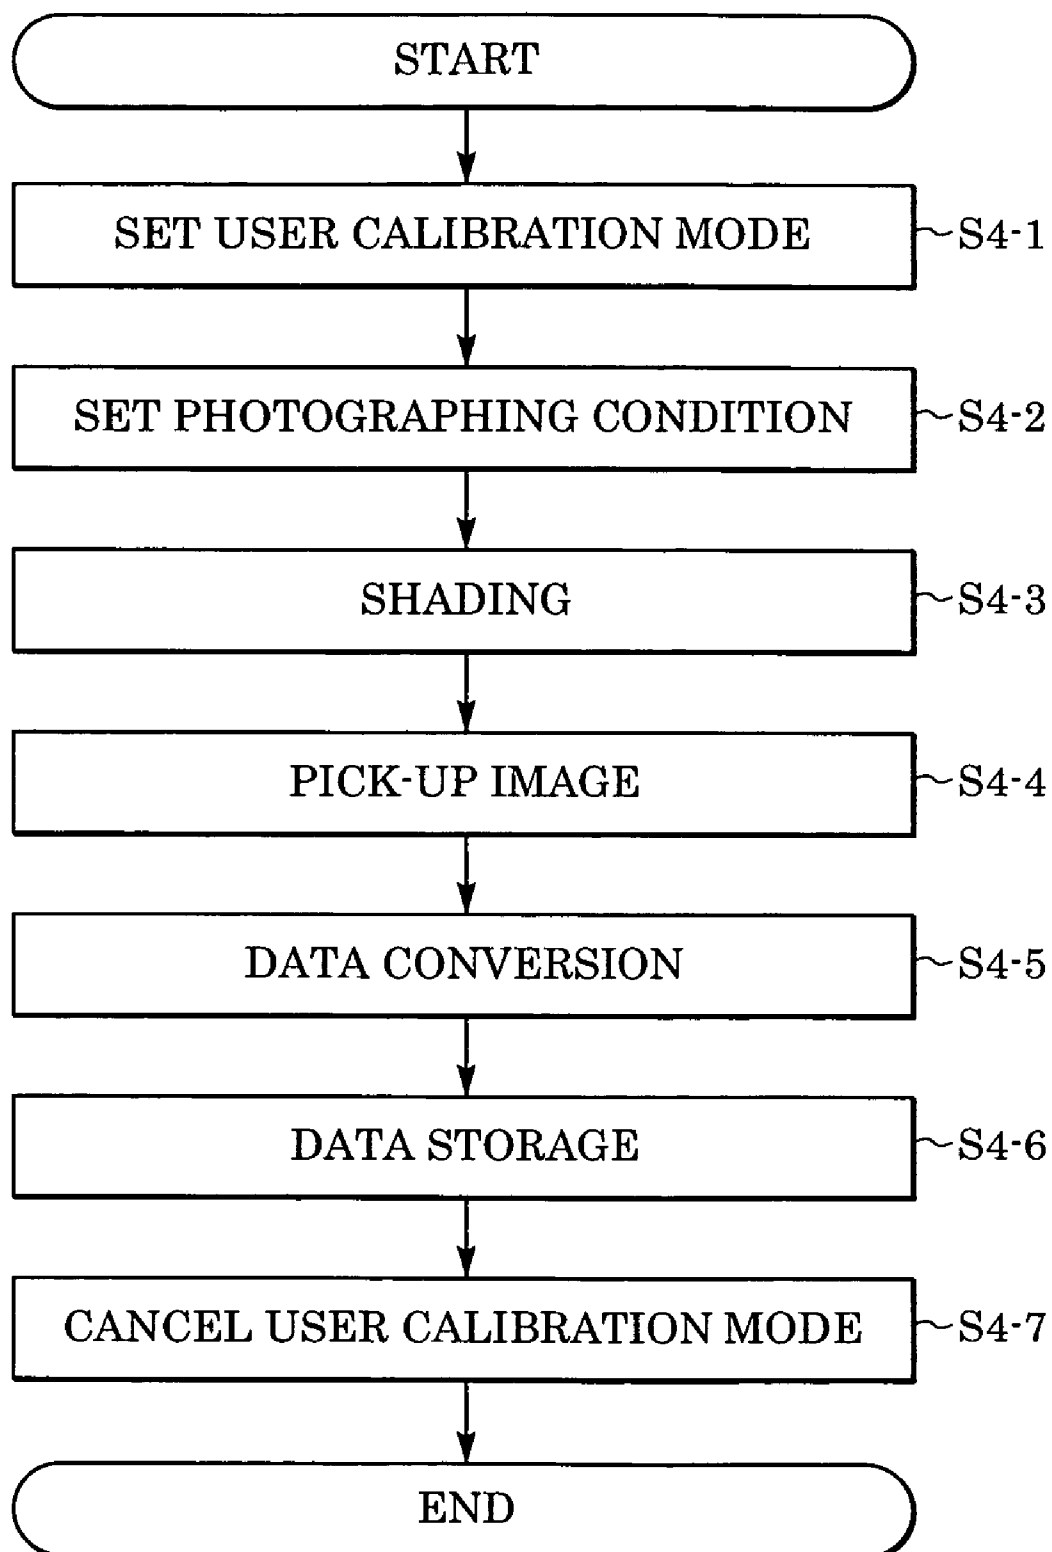 START
SET USER CALIBRATION MODE
S4-1
SET PHOTOGRAPHING CONDITION
S4-2
SHADING
S4-3
PICK-UP IMAGE
S4-4
DATA CONVERSION
S4-5
DATA STORAGE
S4-6
CANCEL USER CALIBRATION MODE
S4-7
END